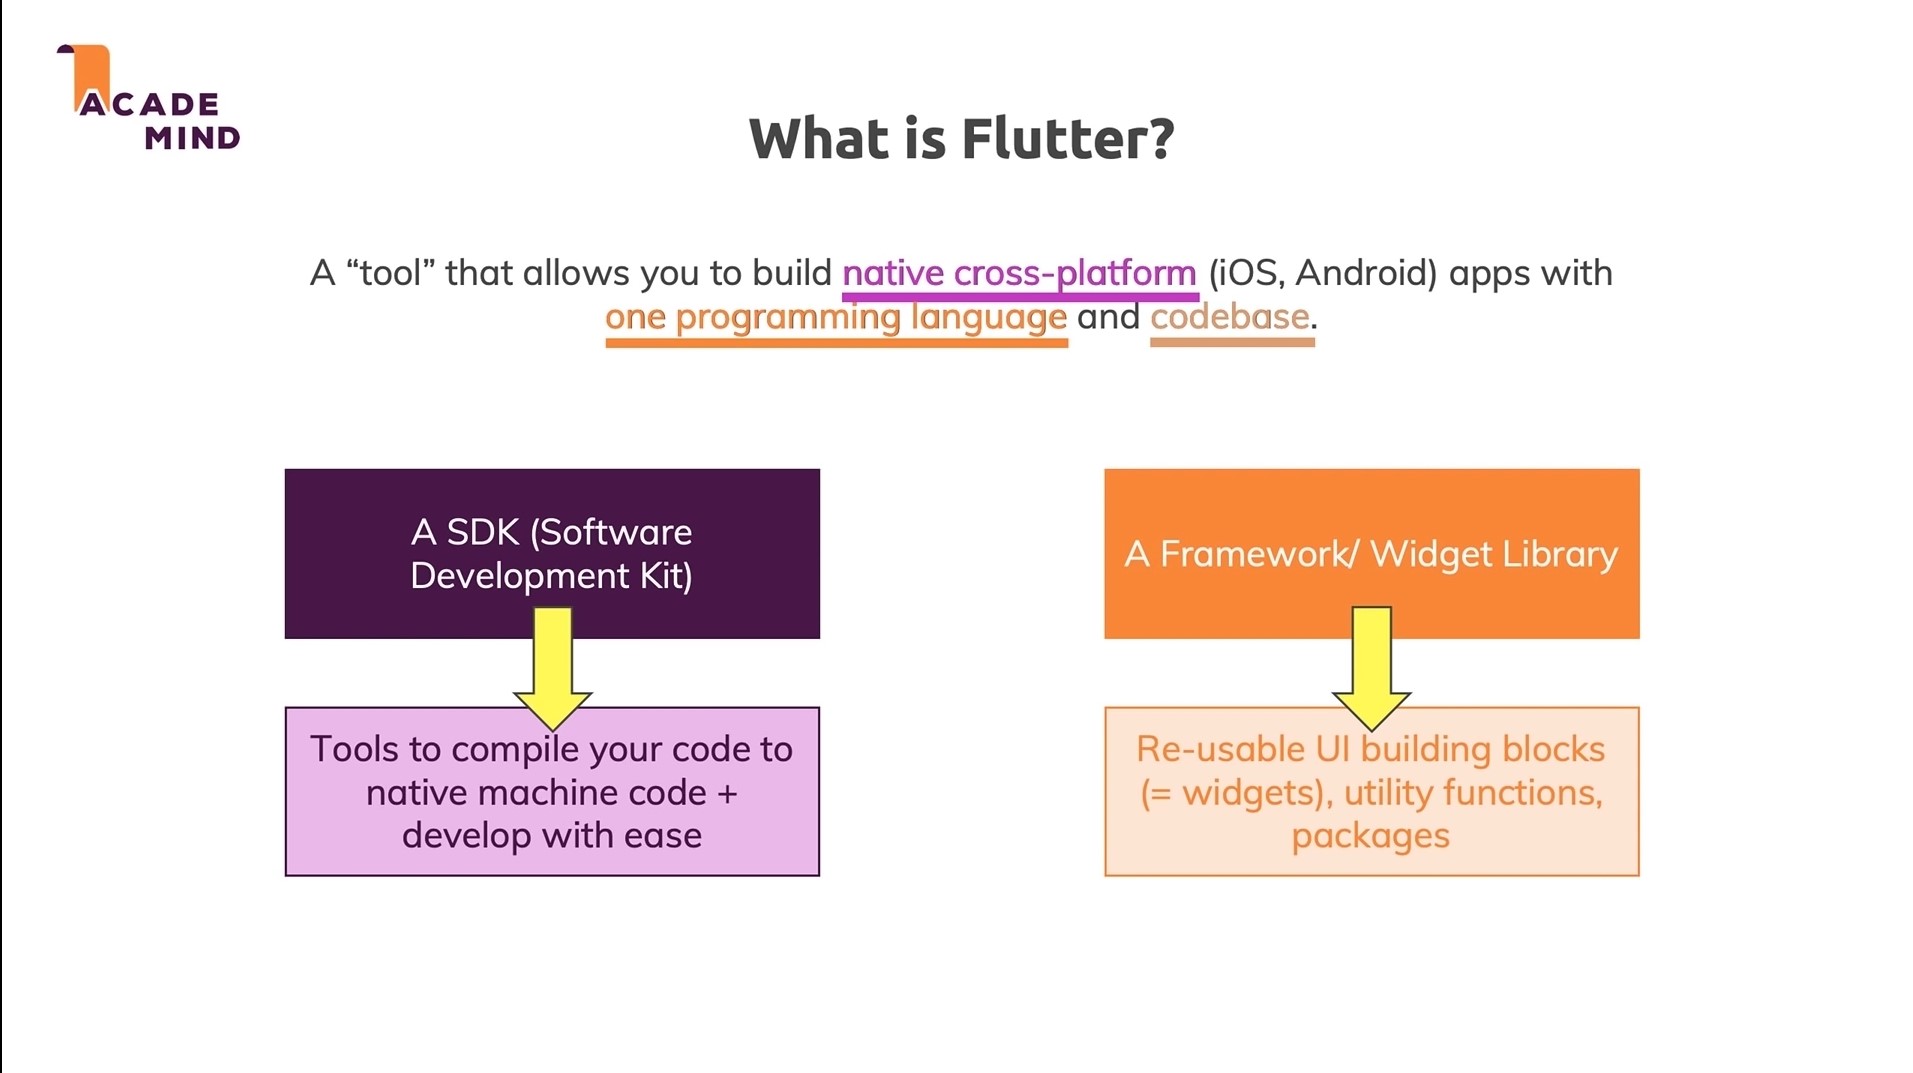 ACADE
MIND
What is Flutter?
A “tool” that allows you to build native cross-platform (iOS, Android) apps with
one programming language and codebase.
A SDK (Software
Development Kit)
A Framework/ Widget Library
Tools to compile your code to
native machine code +
develop with ease
Re-usable UI building blocks
(= widgets), utility functions,
packages